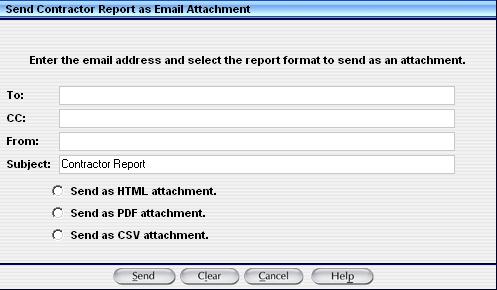 Send Contractor Report as Email Attachment
Enter the email address and select the report format to send as an attachment.
To:
CC:
From:
Subject: Contractor Report
Send as HTML attachment.
Send as PDF attachment.
Send as CSV attachment.
Send Clear Cancel Help